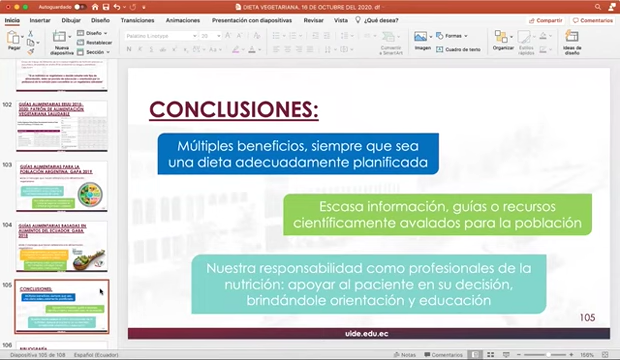 Autoguardado
DIETA VEGETARIANA. 16 DE OCTUBRE DEL 2020. df
Inicio Insertar Dibujar Diseño Transiciones Animaciones Presentación con diapositivas Revisar Vista ¿Qué desea?
Compartir Comentarios
Pegar
Nueva diapositiva
Diseño
Restablecer
Sección
Convertir a SmartArt
Imagen
Formas
Cuadro de texto
Organizar
Estilos rápidos
Ideas de diseño
102
GUÍAS ALIMENTARIAS EEUU 2015-
2020: PATRÓN DE ALIMENTACIÓN
VEGETARIANA SALUDABLE
103
GUÍAS ALIMENTARIAS PARA LA
POBLACIÓN ARGENTINA.
104
GUÍAS ALIMENTARIAS BASADAS EN
ALIMENTOS DEL ECUADOR.
2018
105
CONCLUSIONES:
106
BIBLIOGRAFÍA
CONCLUSIONES:
Múltiples beneficios, siempre que sea
una dieta adecuadamente planificada
Escasa información, guías o recursos
científicamente avalados para la población
Nuestra responsabilidad como profesionales de la
nutrición: apoyar al paciente en su decisión,
brindándole orientación y educación
105
uide.edu.ec
Diapositiva 105 de 108 Español (Ecuador) Notas Comentarios 158%